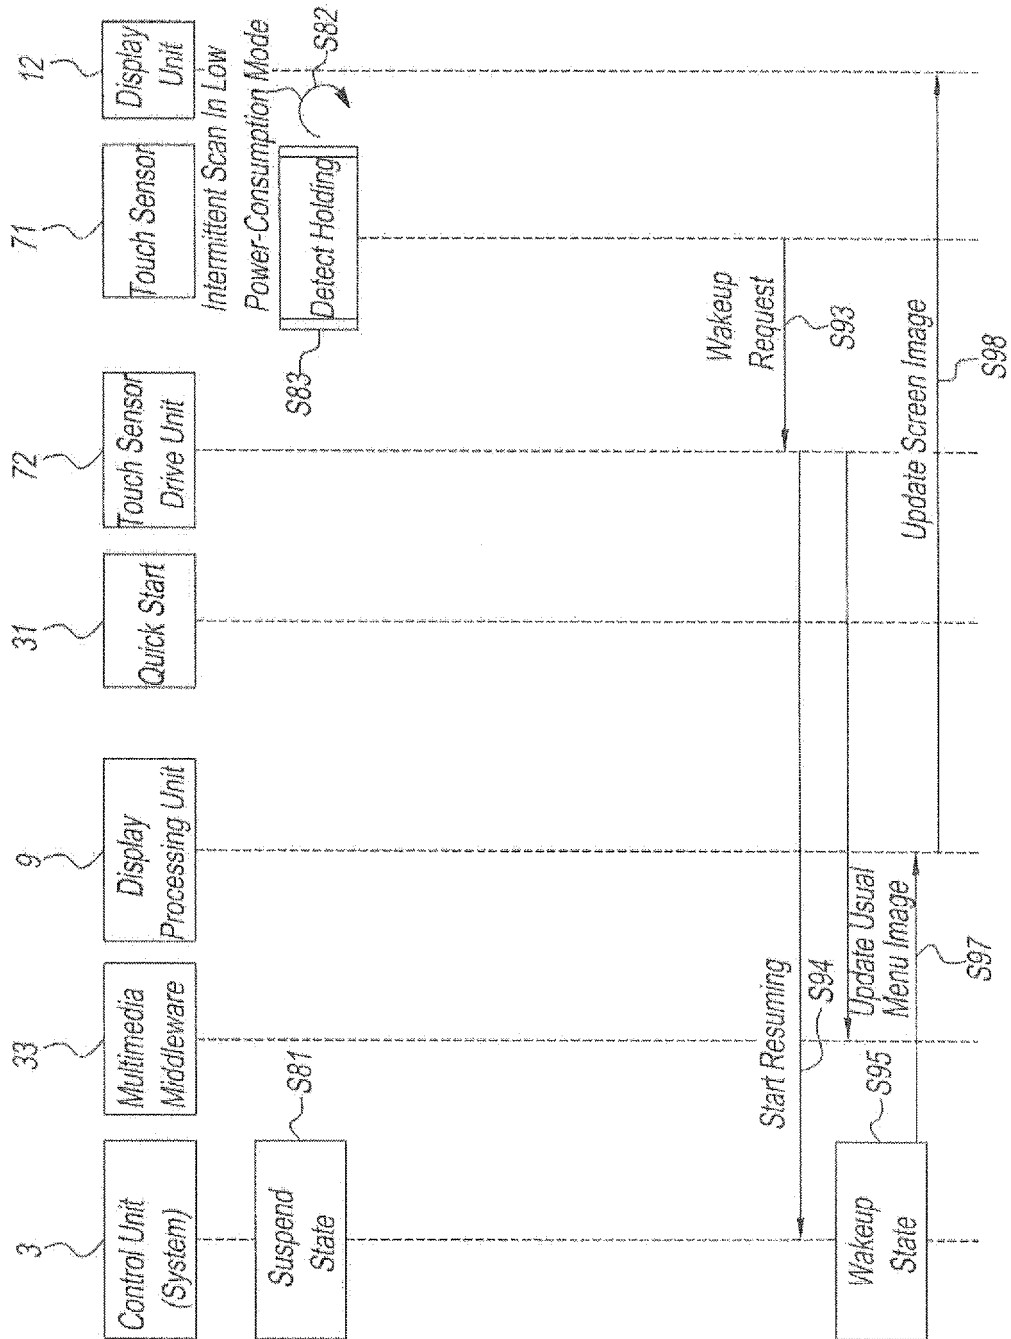 3
Control Unit
(System)
33
Multimedia
Middleware
9
Display
Processing Unit
31
Quick Start
72
Touch Sensor
Drive Unit
71
Touch Sensor
12
Display
Unit
Suspend
State
S81
Intermittent Scan In Low
Power-Consumption Mode
S82
Detect Holding
S83
Wakeup
Request
S93
Start Resuming
S94
Wakeup
State
S95
Update Usual
Menu Image
S97
Update Screen Image
S98